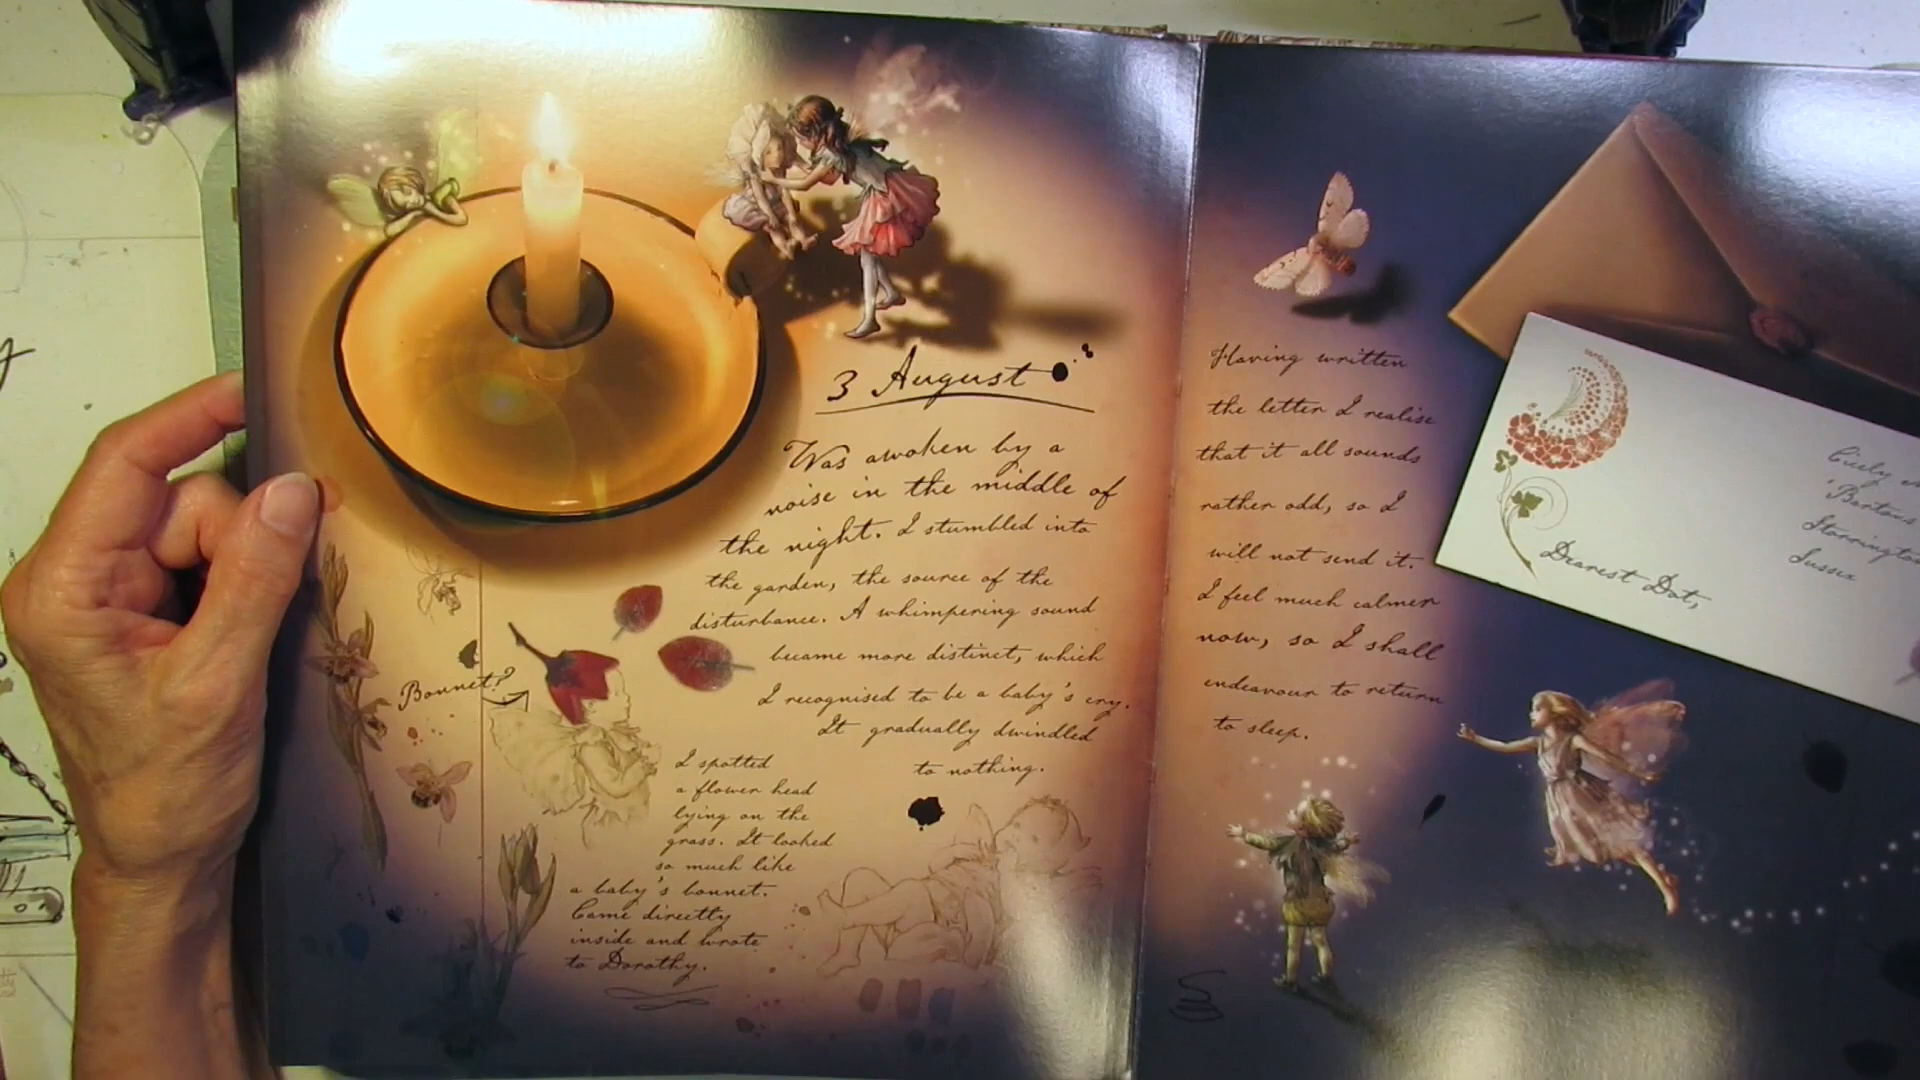 3 August
Was awoken by a
noise in the middle of
the night. I stumbled into
the garden, the source of the
disturbance. A whimpering sound
became more distinct, which
I recognised to be a baby's cry.
It gradually dwindled
to nothing.
Bonnet?
I spotted
a flower head
lying on the
grass. It looked
so much like
a baby's bonnet.
Came directly
inside and wrote
to Dorothy.
Having written
the letter I realise
that it all sounds
rather odd, so I
will not send it.
I feel much calmer
now, so I shall
endeavour to return
to sleep.
Cicely
Storrington
Sussex
Dearest Dot,